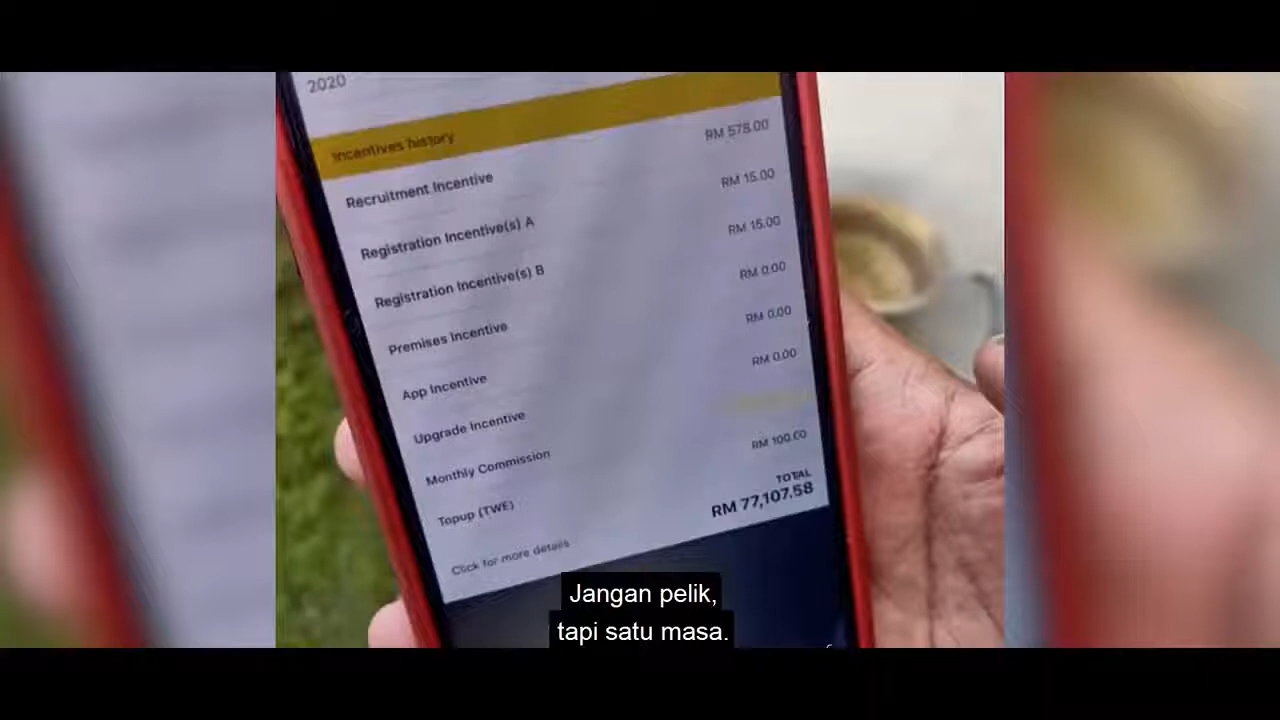 2020
Incentives history
Recruitment Incentive RM 578.00
Registration Incentive(s) A RM 15.00
Registration Incentive(s) B RM 15.00
Premises Incentive RM 0.00
App Incentive RM 0.00
Upgrade Incentive RM 0.00
Monthly Commission
Topup (TWE) RM 100.00
TOTAL
RM 77,107.58
Click for more details
Jangan pelik,
tapi satu masa.